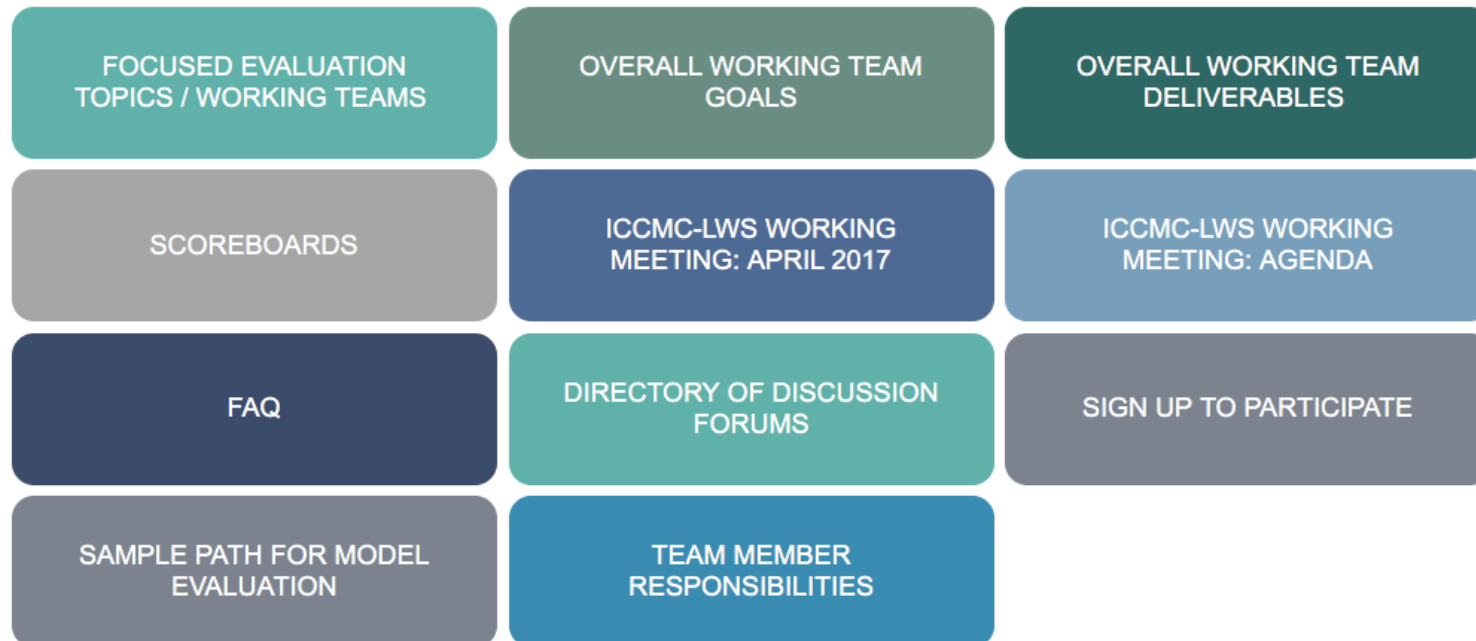 FOCUSED EVALUATION
TOPICS / WORKING TEAMS
OVERALL WORKING TEAM
GOALS
OVERALL WORKING TEAM
DELIVERABLES
SCOREBOARDS
ICCMC-LWS WORKING
MEETING: APRIL 2017
ICCMC-LWS WORKING
MEETING: AGENDA
FAQ
DIRECTORY OF DISCUSSION
FORUMS
SIGN UP TO PARTICIPATE
SAMPLE PATH FOR MODEL
EVALUATION
TEAM MEMBER
RESPONSIBILITIES